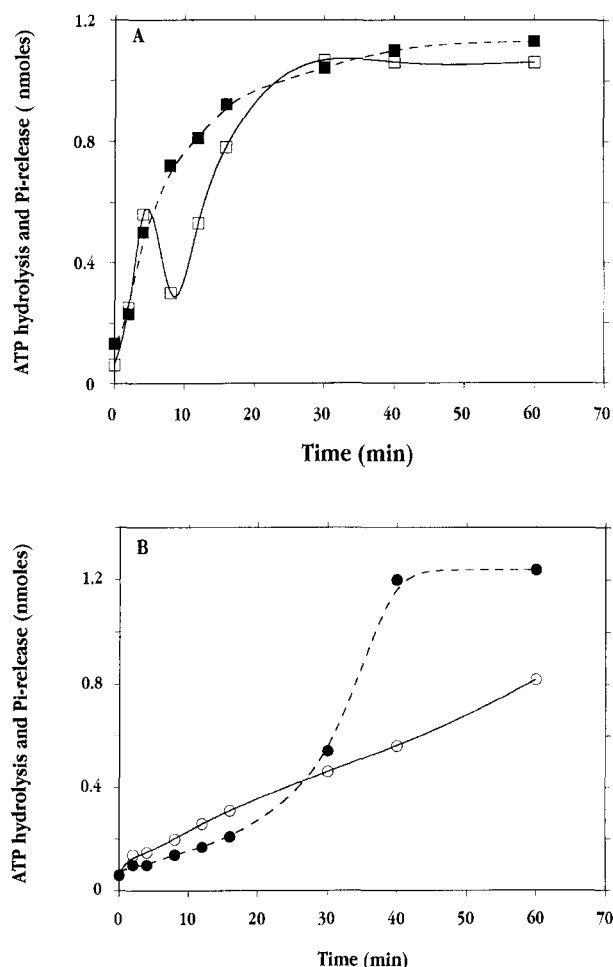 A
ATP hydrolysis and Pi-release ( nmoles)
1.2
0.8
0.4
0
0 10 20 30 40 50 60 70
Time (min)
B
ATP hydrolysis and Pi-release (nmoles)
1.2
0.8
0.4
0
0 10 20 30 40 50 60 70
Time (min)